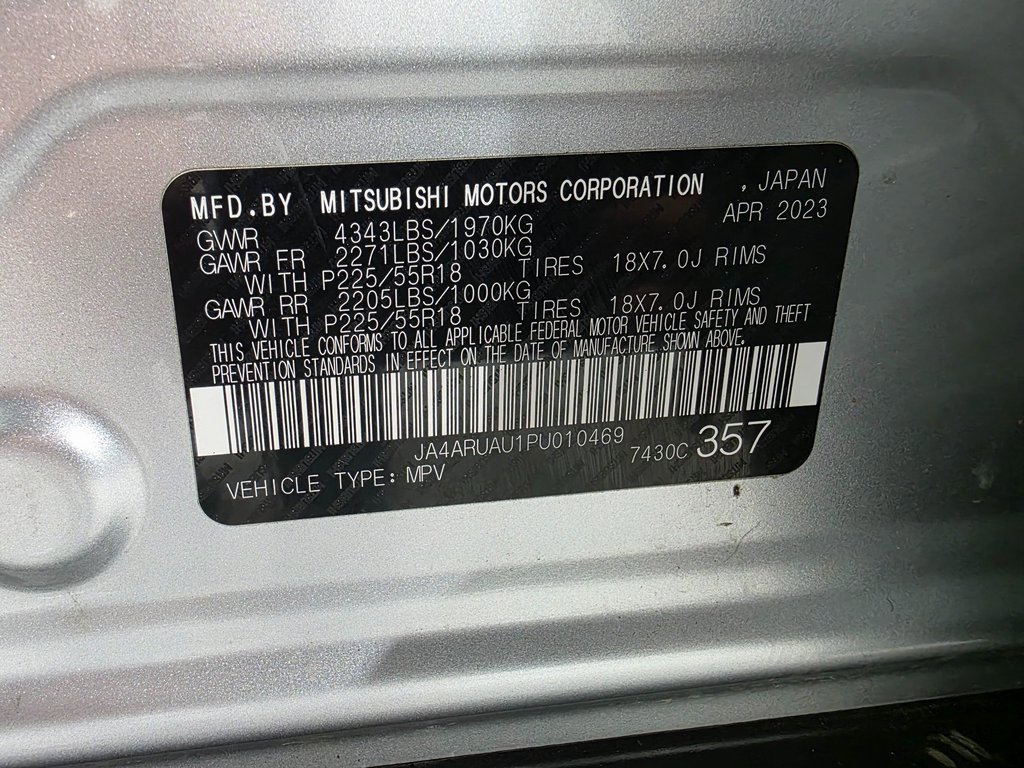 MFD.BY MITSUBISHI MOTORS CORPORATION , JAPAN
APR 2023
GVWR 4343LBS/1970KG
GAWR FR 2271LBS/1030KG
WITH P225/55R18 TIRES 18X7.0J RIMS
GAWR RR 2205LBS/1000KG
WITH P225/55R18 TIRES 18X7.0J RIMS
THIS VEHICLE CONFORMS TO ALL APPLICABLE FEDERAL MOTOR VEHICLE SAFETY AND THEFT
PREVENTION STANDARDS IN EFFECT ON THE DATE OF MANUFACTURE SHOWN ABOVE.
JA4ARUAU1PU010469
7430C 357
VEHICLE TYPE: MPV